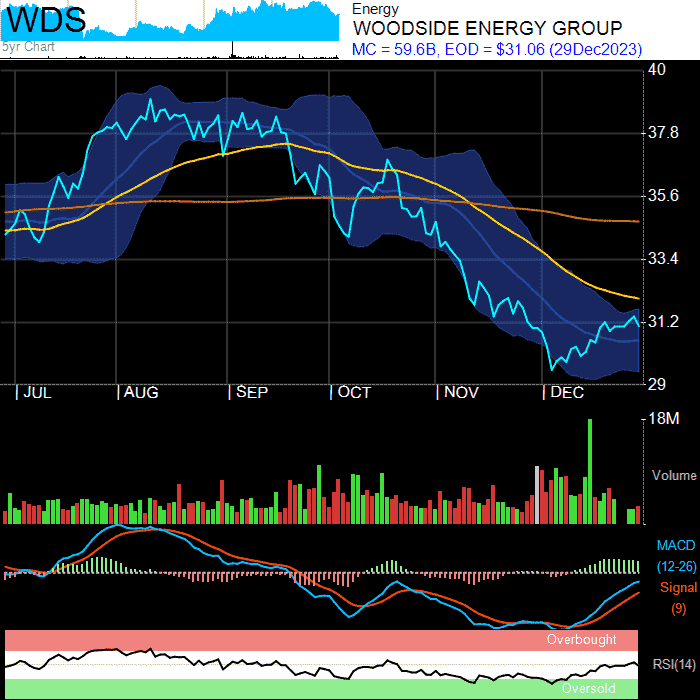 WDS
5yr Chart
Energy
WOODSIDE ENERGY GROUP
MC = 59.6B, EOD = $31.06 (29Dec2023)
40
37.8
35.6
33.4
31.2
29
| JUL | AUG | SEP | OCT | NOV | DEC
18M
Volume
MACD
(12-26)
Signal
(9)
Overbought
RSI(14)
Oversold